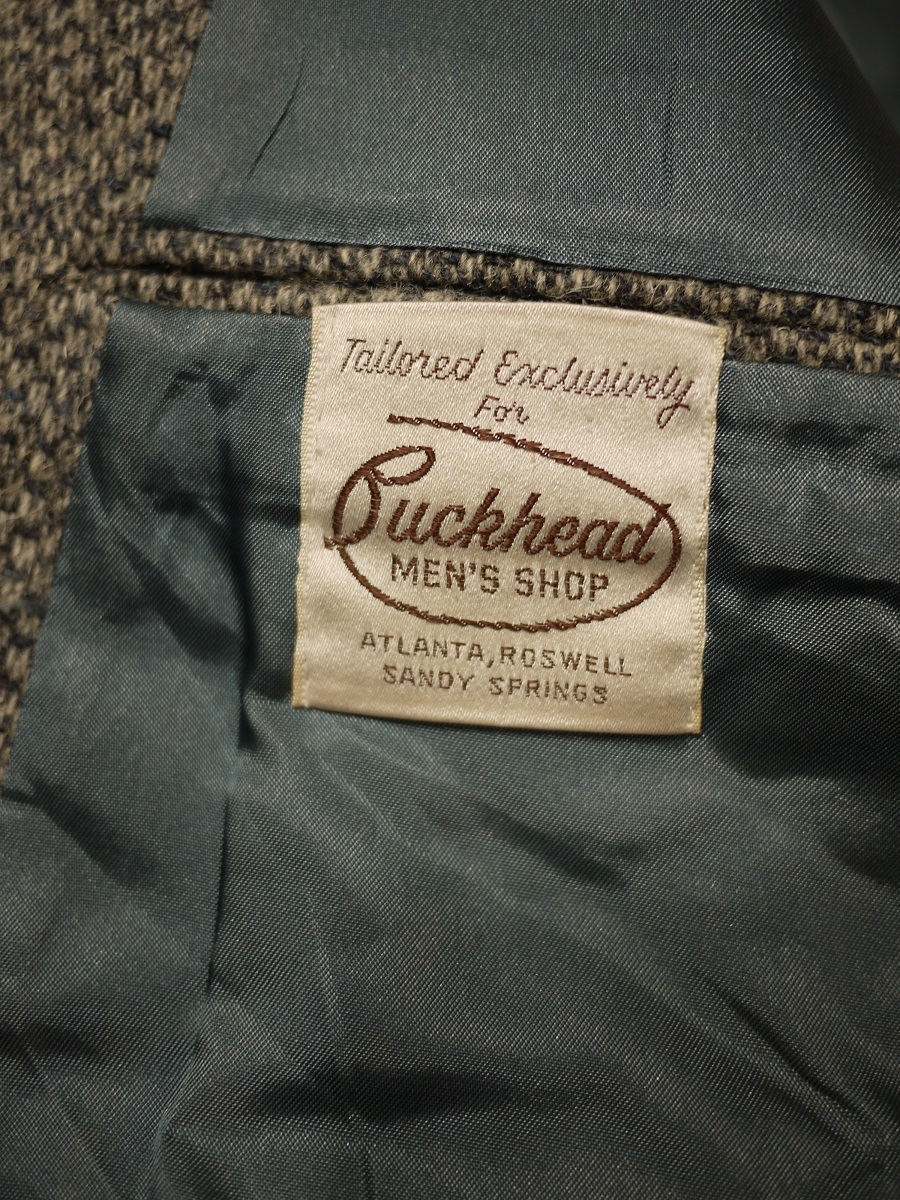 Tailored Exclusively
For
Buckhead
MEN'S SHOP
ATLANTA, ROSWELL
SANDY SPRINGS